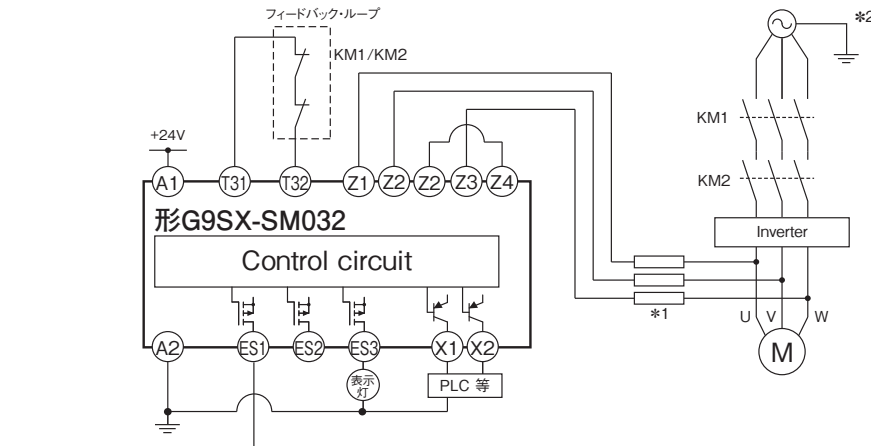 フィードバック・ループ
KM1/KM2
＊2
+24V
KM1
A1
T31
T32
Z1
Z2
Z2
Z3
Z4
KM2
形G9SX-SM032
Inverter
Control circuit
＊1
U
V
W
A2
ES1
ES2
ES3
X1
X2
M
表示
灯
PLC 等